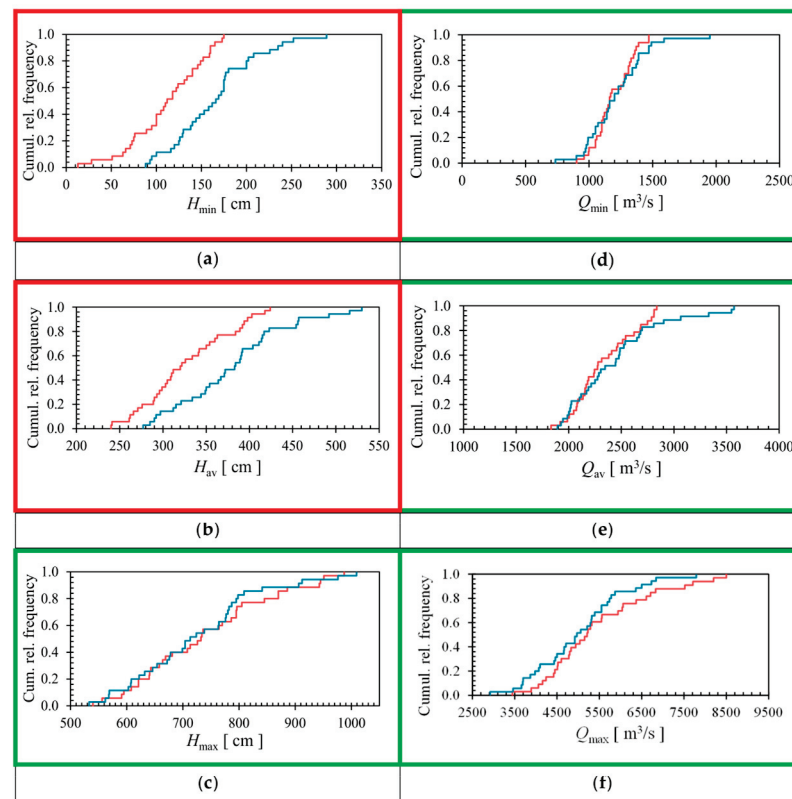 Cumul. rel. frequency
1.0
0.8
0.6
0.4
0.2
0.0
0 50 100 150 200 250 300 350
Hmin [ cm ]
(a)
Cumul. rel. frequency
1.0
0.8
0.6
0.4
0.2
0.0
0 500 1000 1500 2000 2500
Qmin [ m³/s ]
(d)
Cumul. rel. frequency
1.0
0.8
0.6
0.4
0.2
0.0
200 250 300 350 400 450 500 550
Hav [ cm ]
(b)
Cumul. rel. frequency
1.0
0.8
0.6
0.4
0.2
0.0
1000 1500 2000 2500 3000 3500 4000
Qav [ m³/s ]
(e)
Cum. rel. frequency
1.0
0.8
0.6
0.4
0.2
0.0
500 600 700 800 900 1000
Hmax [ cm ]
(c)
Cumul. rel. frequency
1.0
0.8
0.6
0.4
0.2
0.0
2500 3500 4500 5500 6500 7500 8500 9500
Qmax [ m³/s ]
(f)